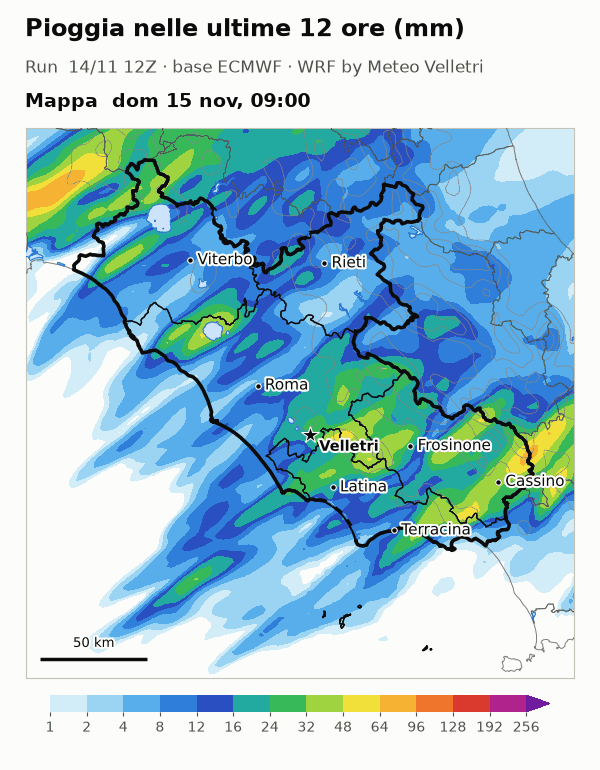 Pioggia nelle ultime 12 ore (mm)
Run 14/11 12Z · base ECMWF · WRF by Meteo Velletri
Mappa dom 15 nov, 09:00
Viterbo
Rieti
Roma
Velletri
Frosinone
Latina
Cassino
Terracina
50 km
1 2 4 8 12 16 24 32 48 64 96 128 192 256